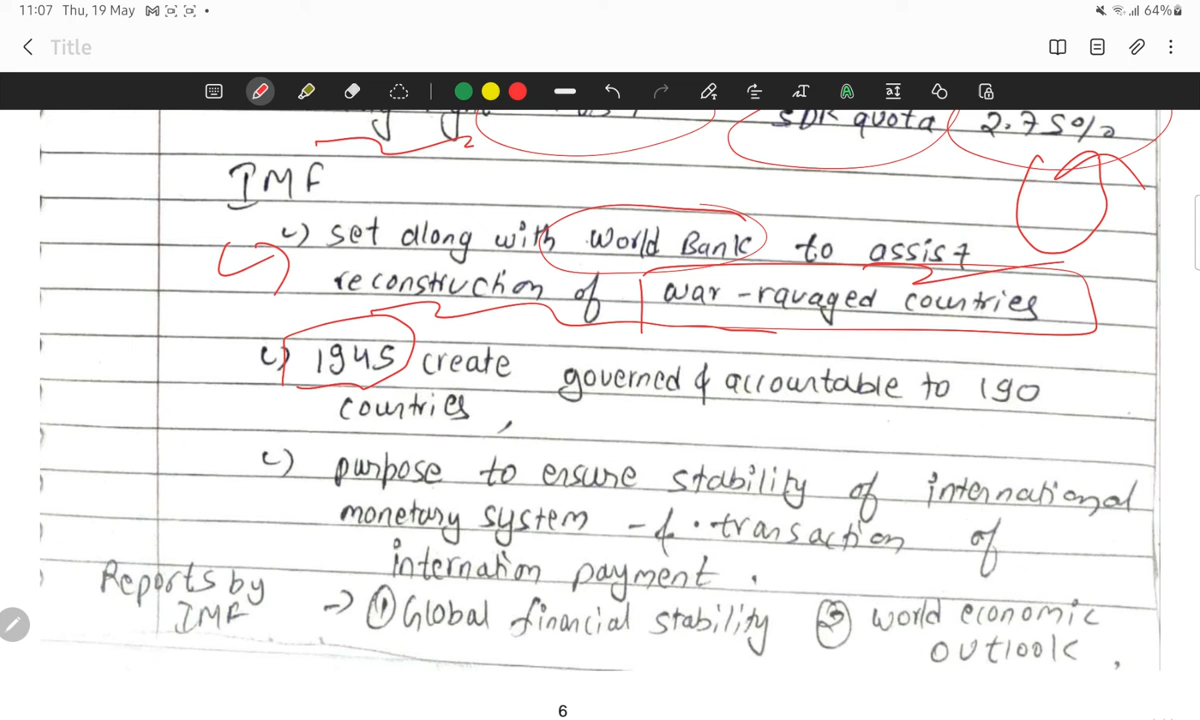 11:07 Thu, 19 May
64%
Title
SDR quota 2.75%
IMF
set along with World Bank to assist
reconstruction of war-ravaged countries
1945 create governed & accountable to 190
countries,
purpose to ensure stability of international
monetary system - & . transaction of
internation payment .
Reports by
IMF -> ① Global financial stability ② world economic
outlook ,
6